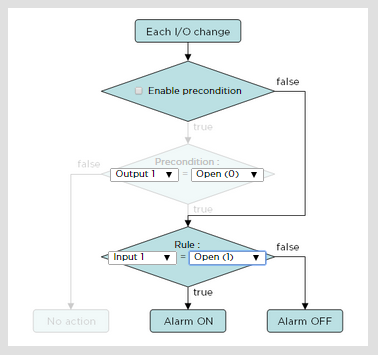 Each I/O change
Enable precondition
false
true
false
Precondition :
Output 1 = Open (0)
true
Rule :
Input 1 = Open (1)
false
true
No action
Alarm ON
Alarm OFF